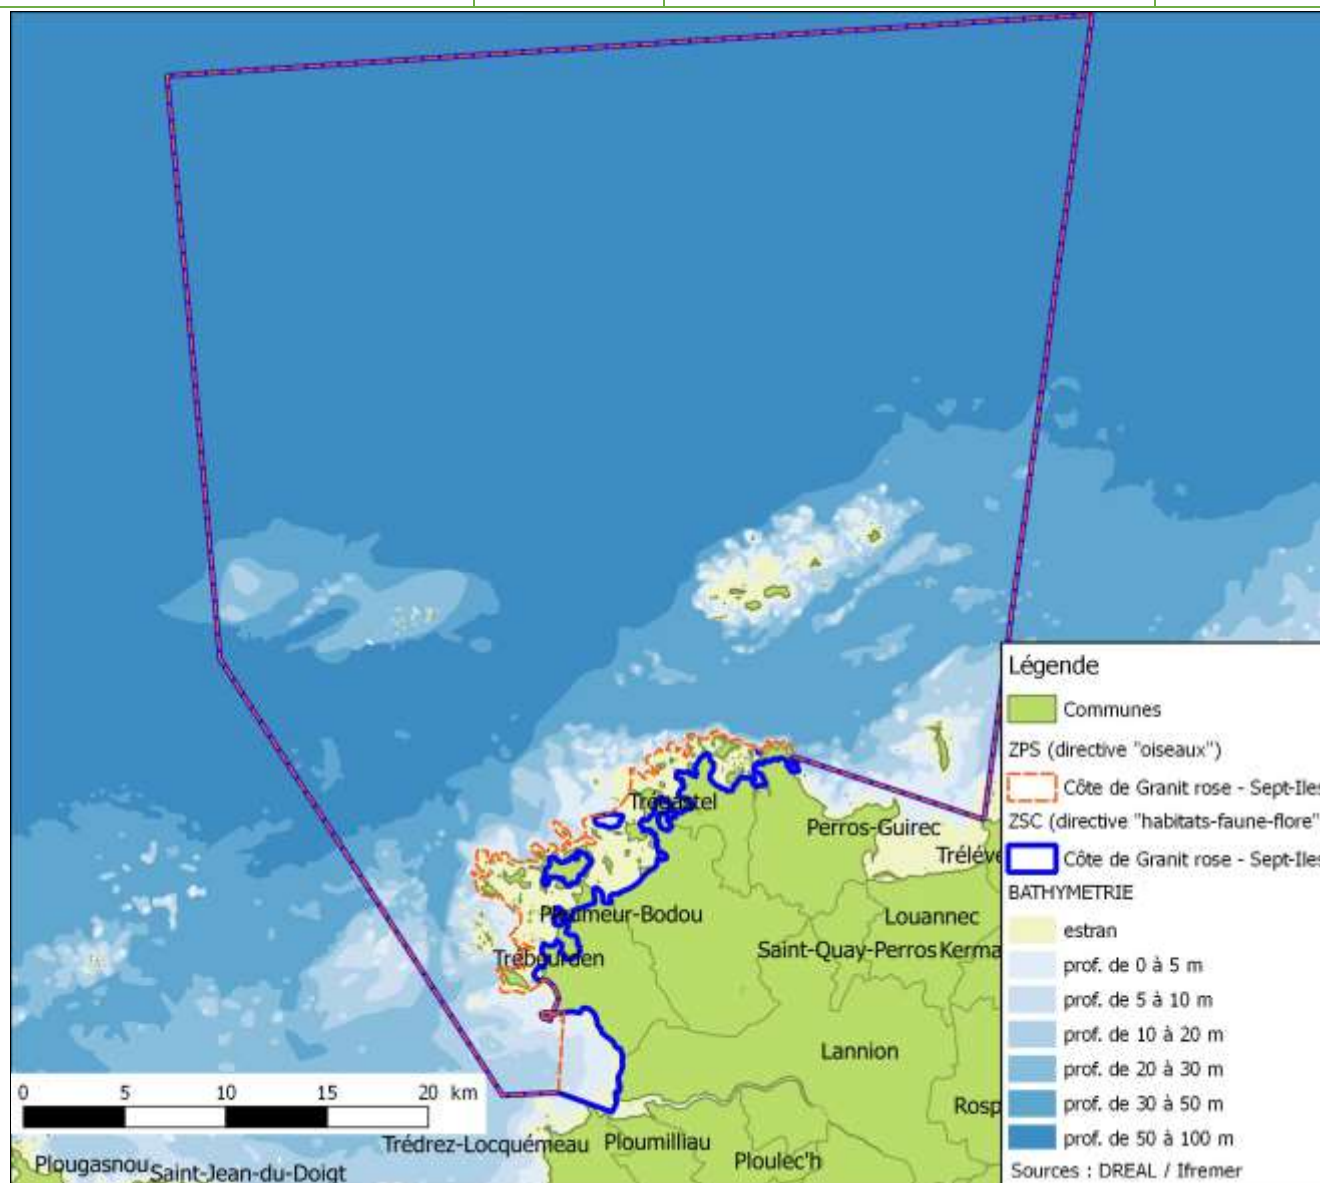 Trégastel
Perros-Guirec
Trélévé
Pleumeur-Bodou
Louannec
Saint-Quay-Perros
Kerma
Trébeurden
Lannion
Rosp
Trédrez-Locquémeau
Ploumilliau
Ploulec'h
Plougasnou
Saint-Jean-du-Doigt
0 5 10 15 20 km
Légende
Communes
ZPS (directive "oiseaux")
Côte de Granit rose - Sept-Iles
ZSC (directive "habitats-faune-flore"
Côte de Granit rose - Sept-Iles
BATHYMETRIE
estran
prof. de 0 à 5 m
prof. de 5 à 10 m
prof. de 10 à 20 m
prof. de 20 à 30 m
prof. de 30 à 50 m
prof. de 50 à 100 m
Sources : DREAL / Ifremer